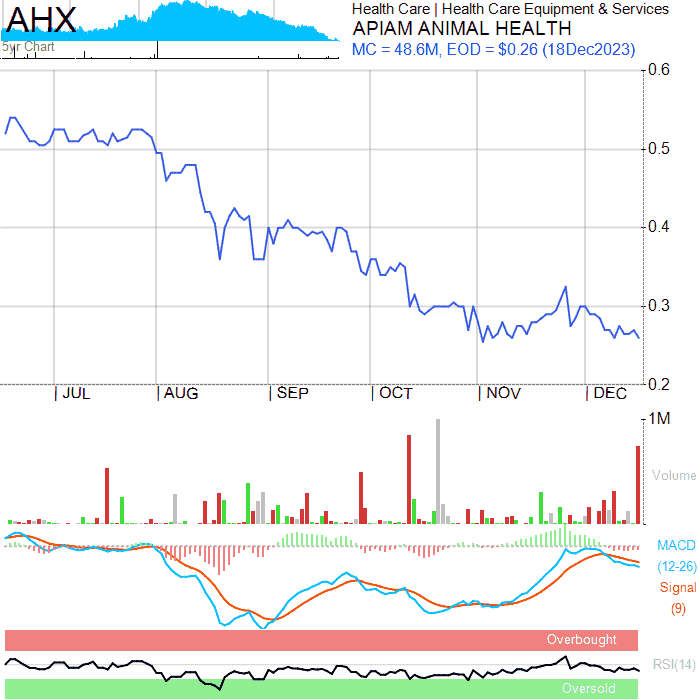 AHX
5yr Chart
Health Care | Health Care Equipment & Services
APIAM ANIMAL HEALTH
MC = 48.6M, EOD = $0.26 (18Dec2023)
0.6
0.5
0.4
0.3
0.2
JUL AUG SEP OCT NOV DEC
1M
Volume
MACD
(12-26)
Signal
(9)
Overbought
RSI(14)
Oversold